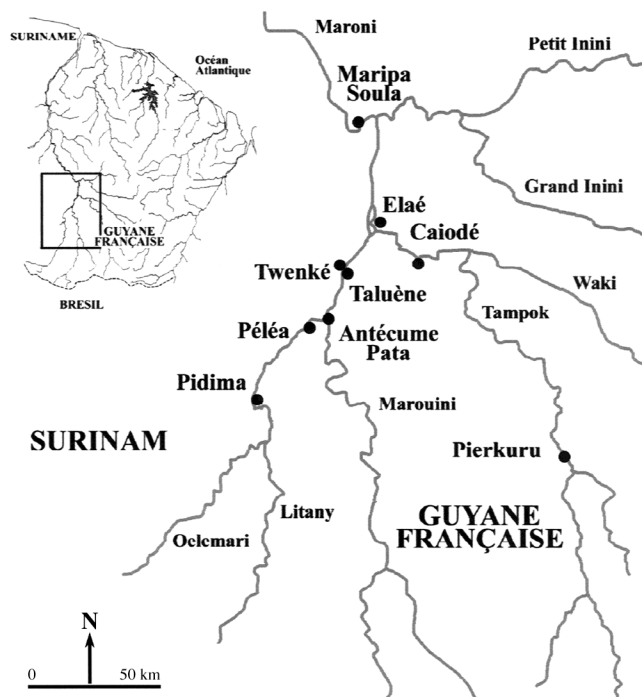 SURINAME
Océan
Atlantique
GUYANE
FRANÇAISE
BRESIL
Maroni
Petit Inini
Maripa
Soula
Grand Inini
Elaé
Caiodé
Twenké
Taluène
Waki
Tampok
Péléa
Antécume
Pata
Pidima
Marouini
SURINAM
Pierkuru
Litany
GUYANE
FRANÇAISE
Oelemari
N
0 50 km